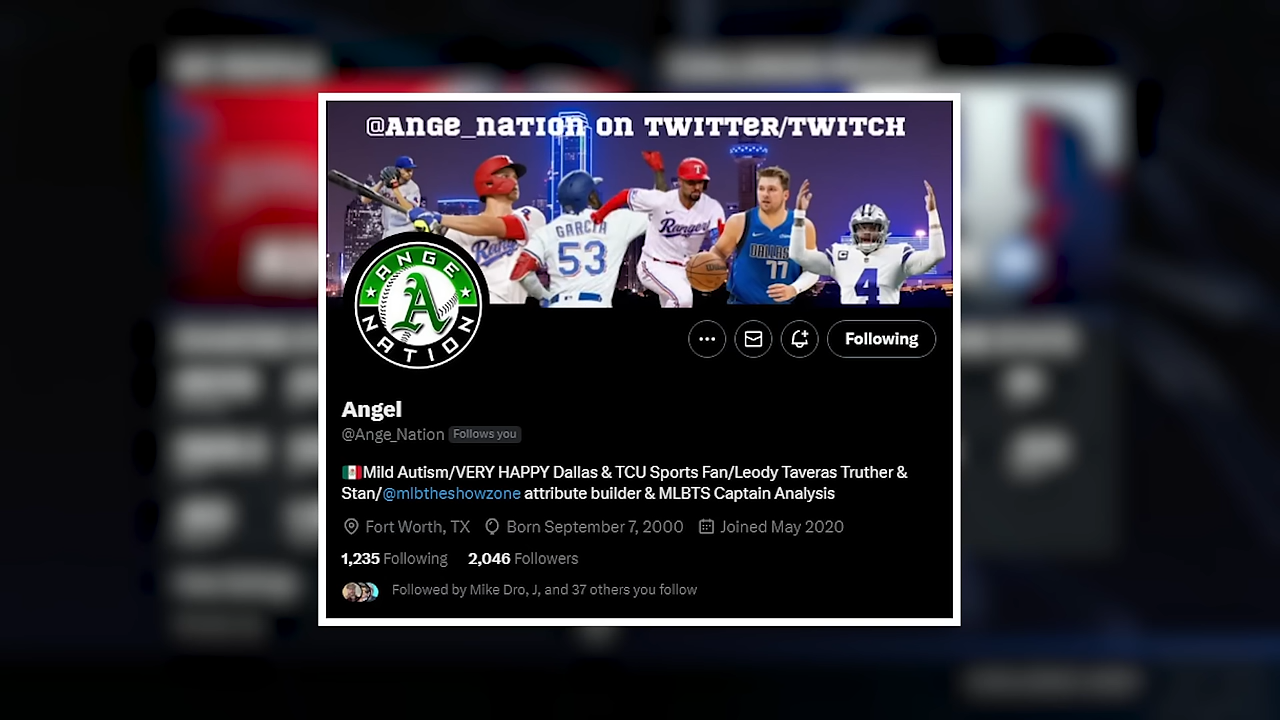 @ANGE_NATION ON TWITTER/TWITCH
GARCIA
53
Rangers
T
DALLAS
77
C
4
ANGE
A
NATION
Following
Angel
@Ange_Nation Follows you
🇲🇽Mild Autism/VERY HAPPY Dallas & TCU Sports Fan/Leody Taveras Truther &
Stan/@mlbtheshowzone attribute builder & MLBTS Captain Analysis
Fort Worth, TX Born September 7, 2000 Joined May 2020
1,235 Following 2,046 Followers
Followed by Mike Dro, J, and 37 others you follow